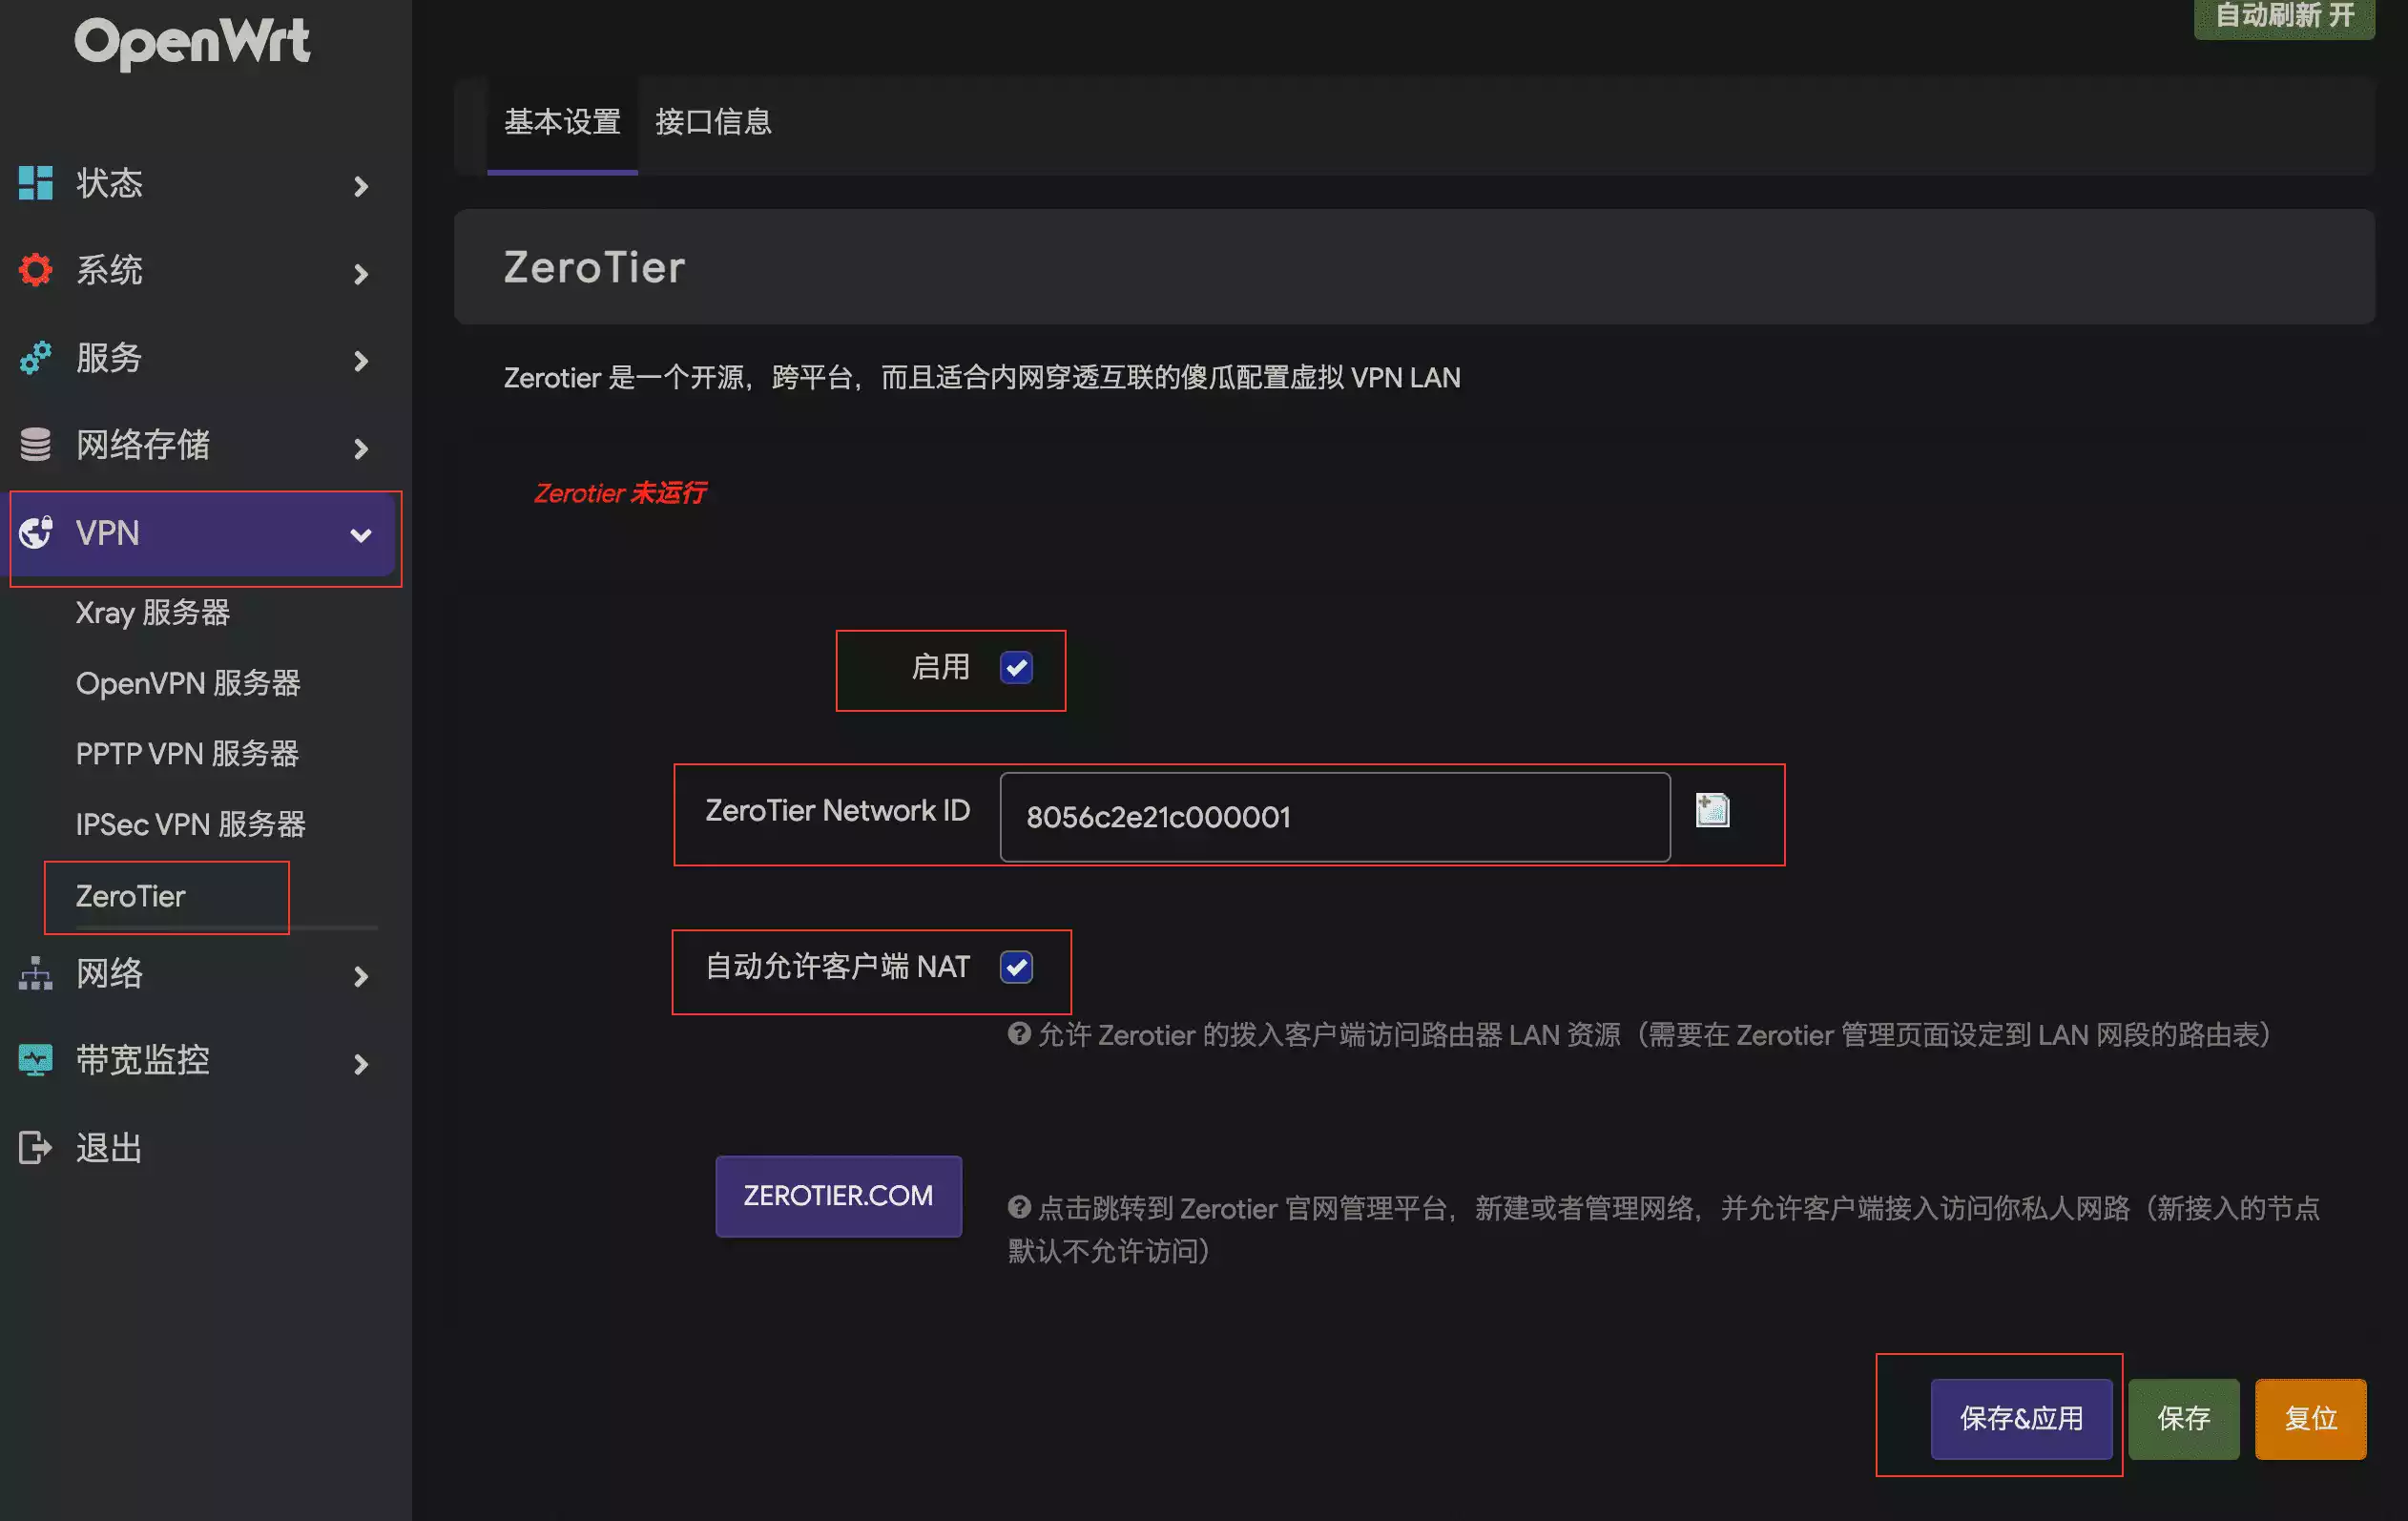 OpenWrt
自动刷新 开
状态
系统
服务
网络存储
VPN
Xray 服务器
OpenVPN 服务器
PPTP VPN 服务器
IPSec VPN 服务器
ZeroTier
网络
带宽监控
退出
基本设置 接口信息
ZeroTier
Zerotier 是一个开源，跨平台，而且适合内网穿透互联的傻瓜配置虚拟 VPN LAN
Zerotier 未运行
启用
ZeroTier Network ID 8056c2e21c000001
自动允许客户端 NAT
允许 Zerotier 的拨入客户端访问路由器 LAN 资源（需要在 Zerotier 管理页面设定到 LAN 网段的路由表）
ZEROTIER.COM
点击跳转到 Zerotier 官网管理平台，新建或者管理网络，并允许客户端接入访问你私人网路（新接入的节点
默认不允许访问）
保存&应用 保存 复位